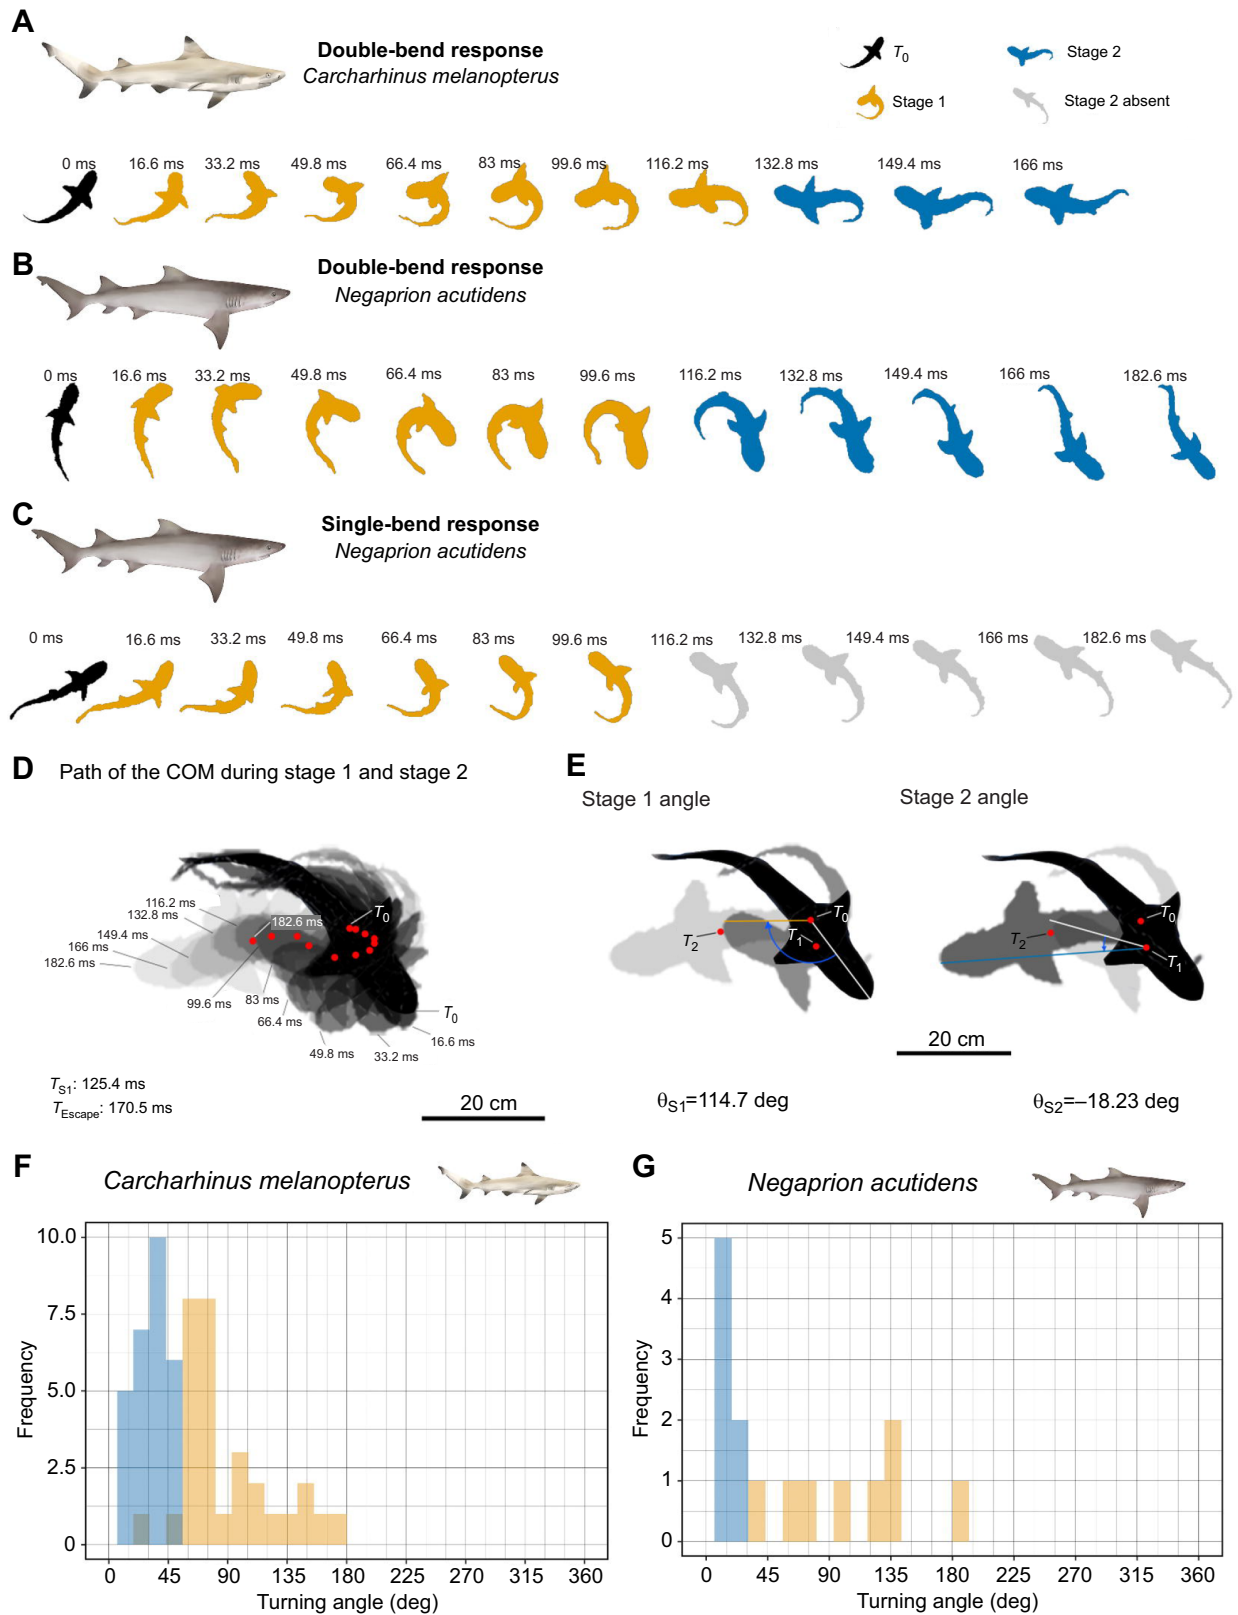 A
Double-bend response
Carcharhinus melanopterus
T0
Stage 2
Stage 1
Stage 2 absent
0 ms 16.6 ms 33.2 ms 49.8 ms 66.4 ms 83 ms 99.6 ms 116.2 ms 132.8 ms 149.4 ms 166 ms
B
Double-bend response
Negaprion acutidens
0 ms 16.6 ms 33.2 ms 49.8 ms 66.4 ms 83 ms 99.6 ms 116.2 ms 132.8 ms 149.4 ms 166 ms 182.6 ms
C
Single-bend response
Negaprion acutidens
0 ms 16.6 ms 33.2 ms 49.8 ms 66.4 ms 83 ms 99.6 ms 116.2 ms 132.8 ms 149.4 ms 166 ms 182.6 ms
D Path of the COM during stage 1 and stage 2
116.2 ms
132.8 ms
149.4 ms
166 ms
182.6 ms
182.6 ms
T0
99.6 ms
83 ms
66.4 ms
49.8 ms
33.2 ms
16.6 ms
T0
TS1: 125.4 ms
TEscape: 170.5 ms
20 cm
E
Stage 1 angle
Stage 2 angle
T0
T1
T2
T0
T1
T2
20 cm
θS1=114.7 deg
θS2=–18.23 deg
F Carcharhinus melanopterus
10.0
7.5
5.0
2.5
0
Frequency
0 45 90 135 180 225 270 315 360
Turning angle (deg)
G Negaprion acutidens
5
4
3
2
1
0
Frequency
0 45 90 135 180 225 270 315 360
Turning angle (deg)